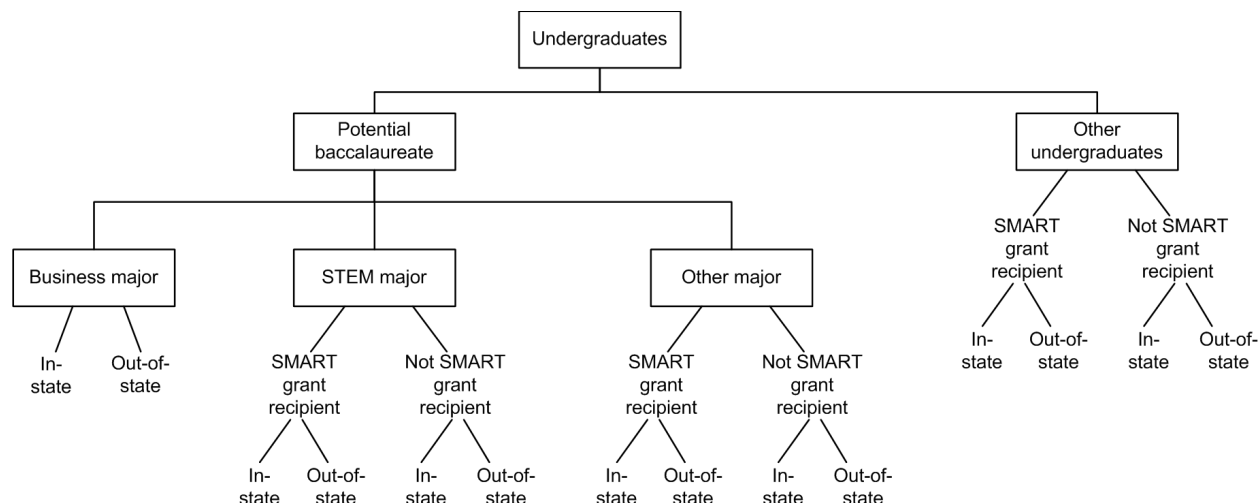 Undergraduates
Potential
baccalaureate
Other
undergraduates
SMART
grant
recipient
Not SMART
grant
recipient
In-
state
Out-of-
state
In-
state
Out-of-
state
Business major
STEM major
Other major
In-
state
Out-of-
state
SMART
grant
recipient
Not SMART
grant
recipient
SMART
grant
recipient
Not SMART
grant
recipient
In-
state
Out-of-
state
In-
state
Out-of-
state
In-
state
Out-of-
state
In-
state
Out-of-
state